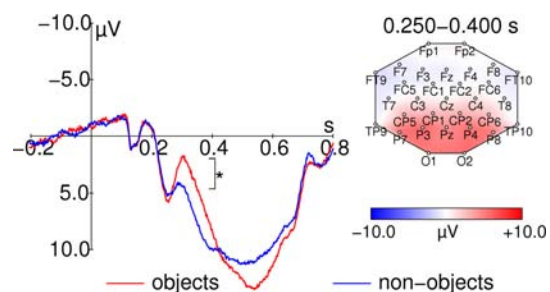 -10.0
µV
-5.0
s
-0.2
0.0
0.2
0.4
0.6
0.8
*
5.0
10.0
objects
non-objects
0.250-0.400 s
Fp1 Fp2
FT9 F7 F3 Fz F4 F8 FT10
FC5 FC1 FC2 FC6
T7 C3 Cz C4 T8
TP9 CP5 CP1 CP2 CP6 TP10
P7 P3 Pz P4 P8
O1 O2
-10.0 µV +10.0